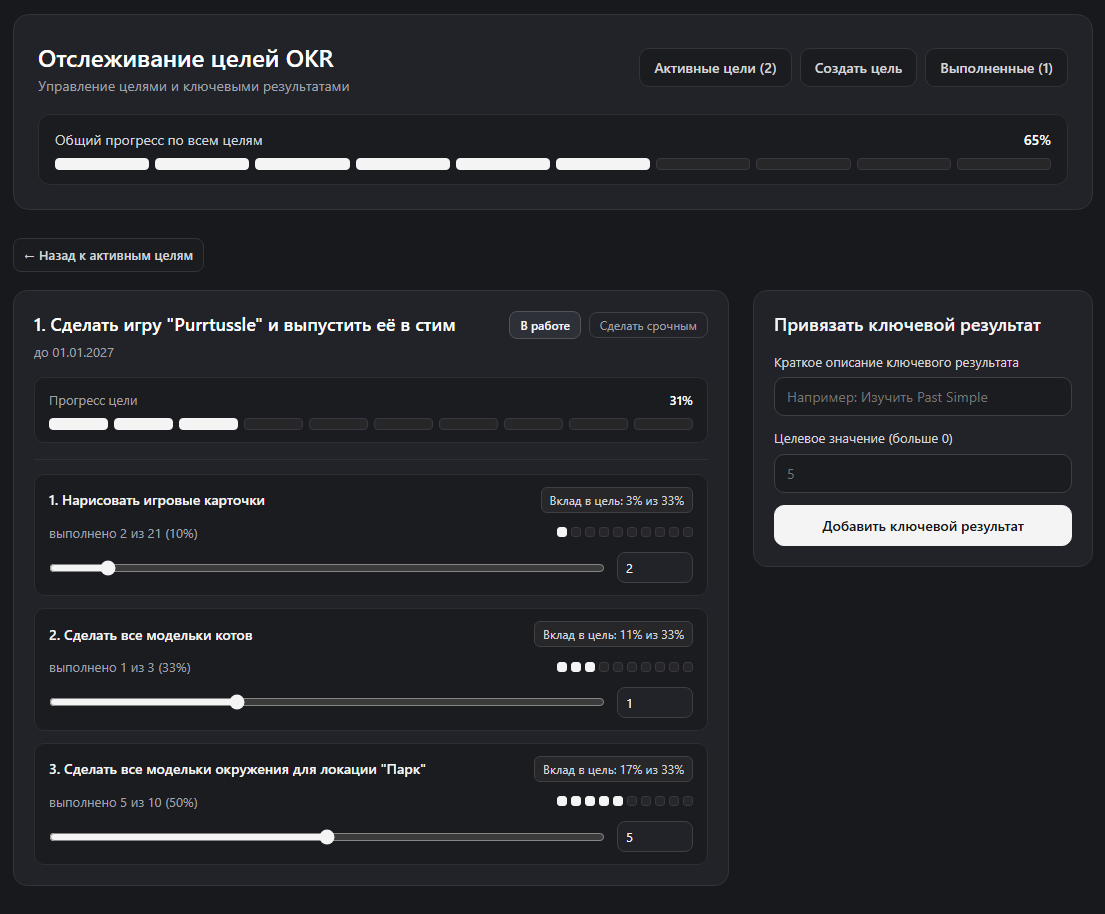 Отслеживание целей OKR
Управление целями и ключевыми результатами
Активные цели (2)
Создать цель
Выполненные (1)
Общий прогресс по всем целям
65%
← Назад к активным целям
1. Сделать игру "Purrtussle" и выпустить её в стим
В работе
Сделать срочным
до 01.01.2027
Прогресс цели
31%
1. Нарисовать игровые карточки
Вклад в цель: 3% из 33%
выполнено 2 из 21 (10%)
2
2. Сделать все модельки котов
Вклад в цель: 11% из 33%
выполнено 1 из 3 (33%)
1
3. Сделать все модельки окружения для локации "Парк"
Вклад в цель: 17% из 33%
выполнено 5 из 10 (50%)
5
Привязать ключевой результат
Краткое описание ключевого результата
Например: Изучить Past Simple
Целевое значение (больше 0)
5
Добавить ключевой результат